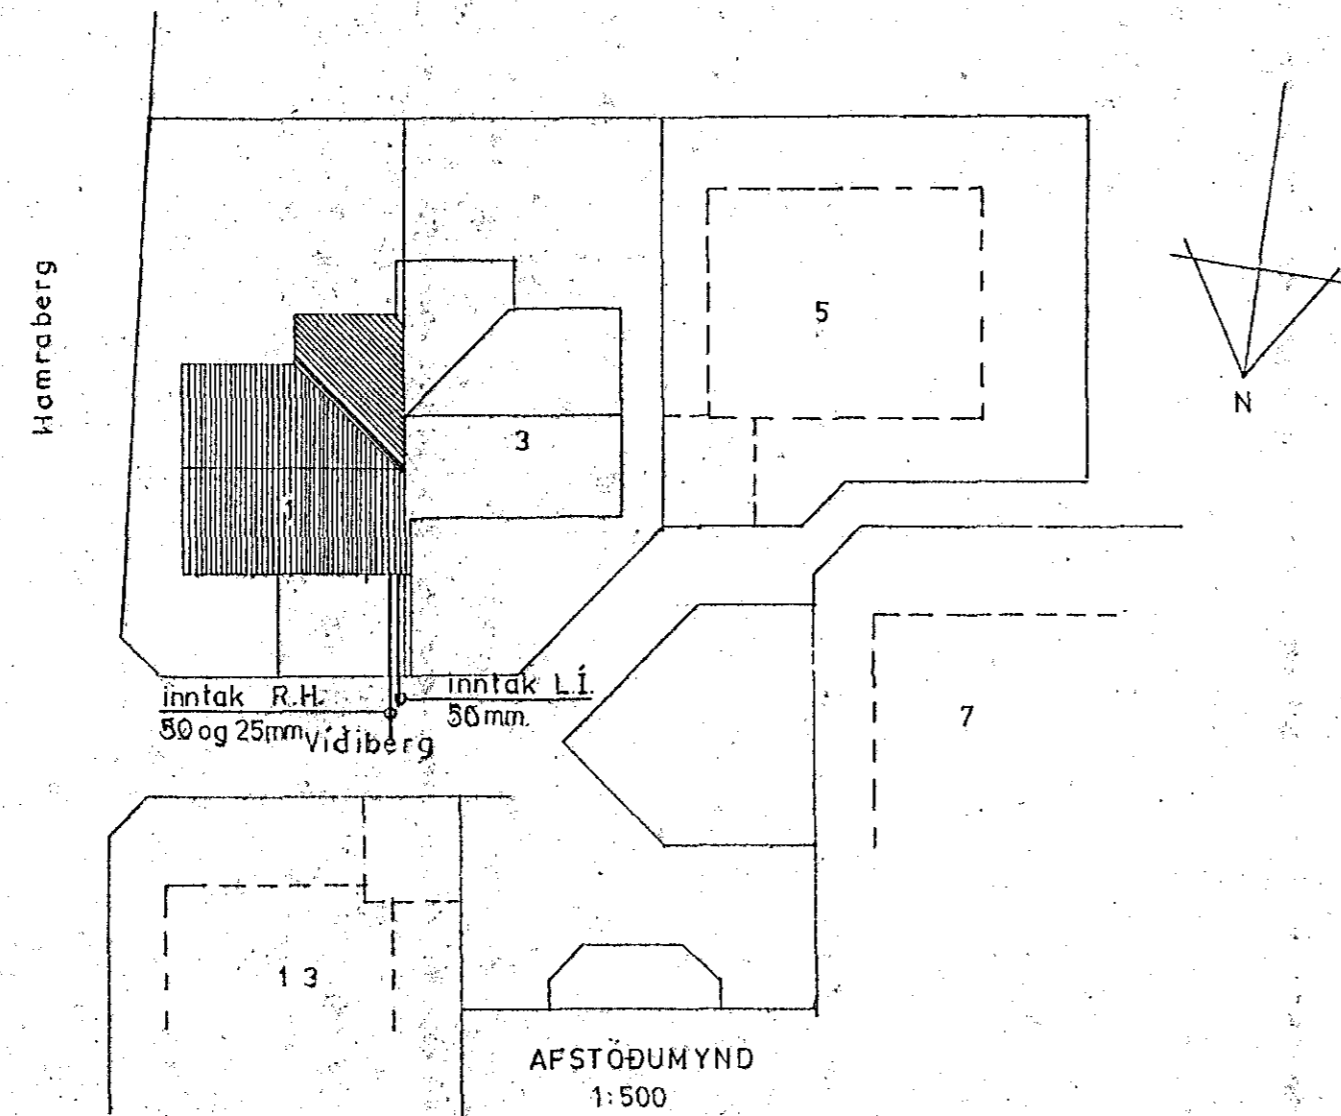 Hamraberg
5
N
3
1
inntak R.H.
50 og 25mm
inntak L.Í.
50mm.
Víðiberg
7
13
AFSTÖÐUMYND
1:500